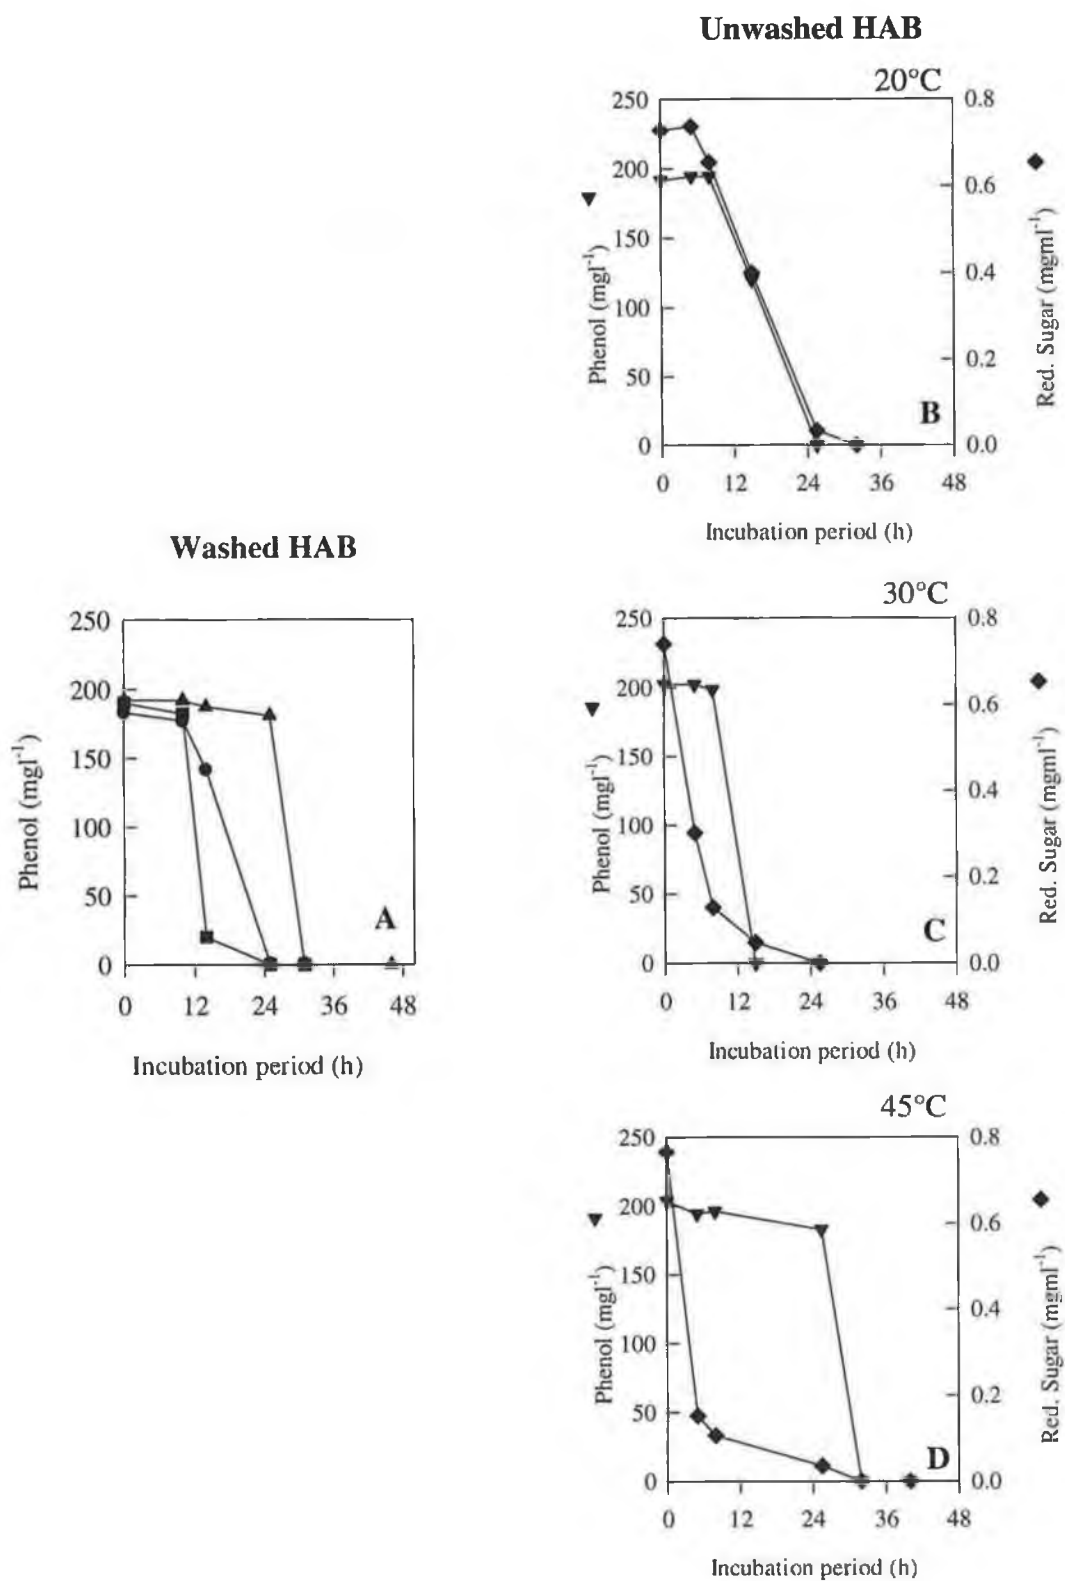 Unwashed HAB
20°C
250
200
150
100
50
0
Phenol (mgl-1)
0.8
0.6
0.4
0.2
0.0
Red. Sugar (mgml-1)
B
0 12 24 36 48
Incubation period (h)
Washed HAB
250
200
150
100
50
0
Phenol (mgl-1)
A
0 12 24 36 48
Incubation period (h)
30°C
250
200
150
100
50
0
Phenol (mgl-1)
0.8
0.6
0.4
0.2
0.0
Red. Sugar (mgml-1)
C
0 12 24 36 48
Incubation period (h)
45°C
250
200
150
100
50
0
Phenol (mgl-1)
0.8
0.6
0.4
0.2
0.0
Red. Sugar (mgml-1)
D
0 12 24 36 48
Incubation period (h)